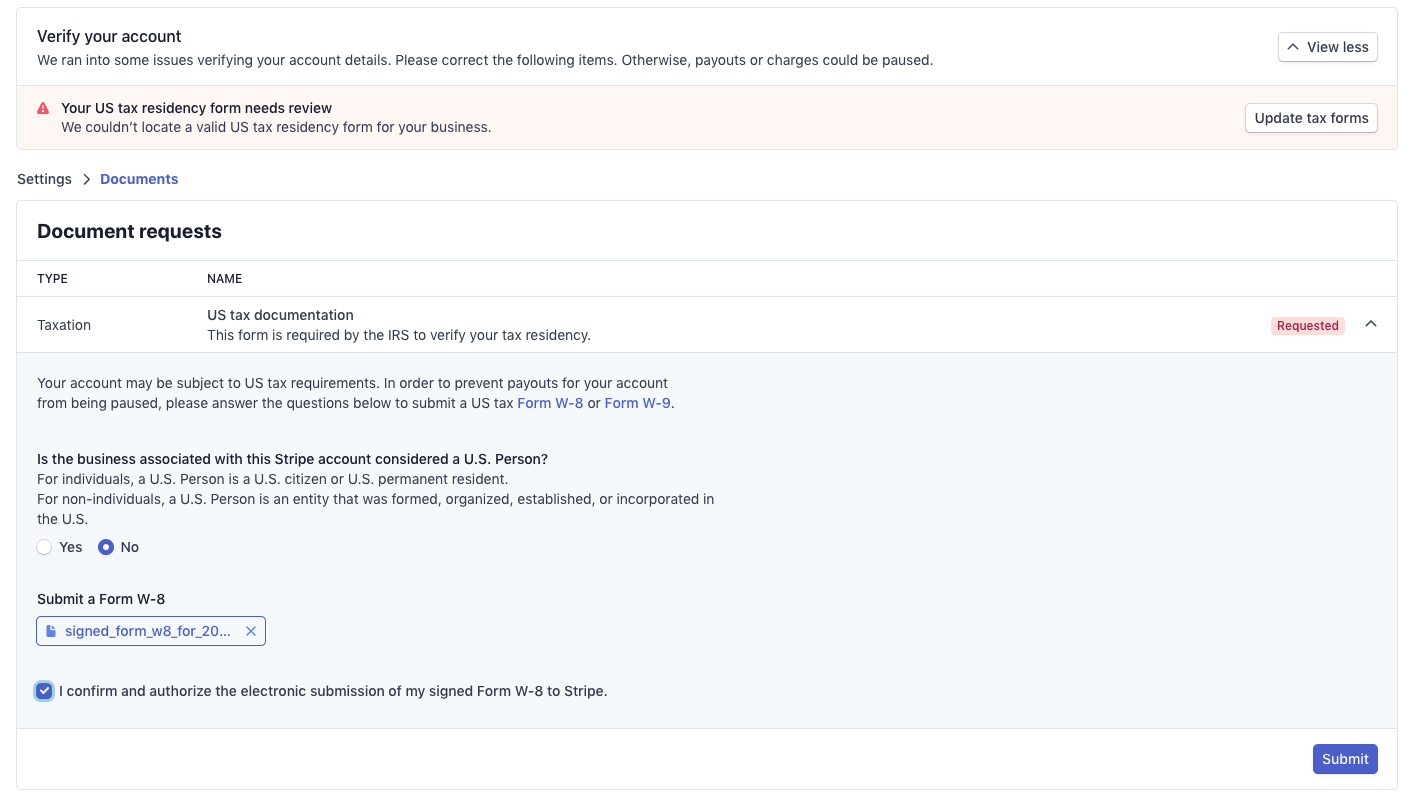 Verify your account
We ran into some issues verifying your account details. Please correct the following items. Otherwise, payouts or charges could be paused.
View less
Your US tax residency form needs review
We couldn’t locate a valid US tax residency form for your business.
Update tax forms
Settings > Documents
Document requests
TYPE NAME
Taxation
US tax documentation
This form is required by the IRS to verify your tax residency.
Requested
Your account may be subject to US tax requirements. In order to prevent payouts for your account
from being paused, please answer the questions below to submit a US tax Form W-8 or Form W-9.
Is the business associated with this Stripe account considered a U.S. Person?
For individuals, a U.S. Person is a U.S. citizen or U.S. permanent resident.
For non-individuals, a U.S. Person is an entity that was formed, organized, established, or incorporated in
the U.S.
Yes No
Submit a Form W-8
signed_form_w8_for_20...
I confirm and authorize the electronic submission of my signed Form W-8 to Stripe.
Submit